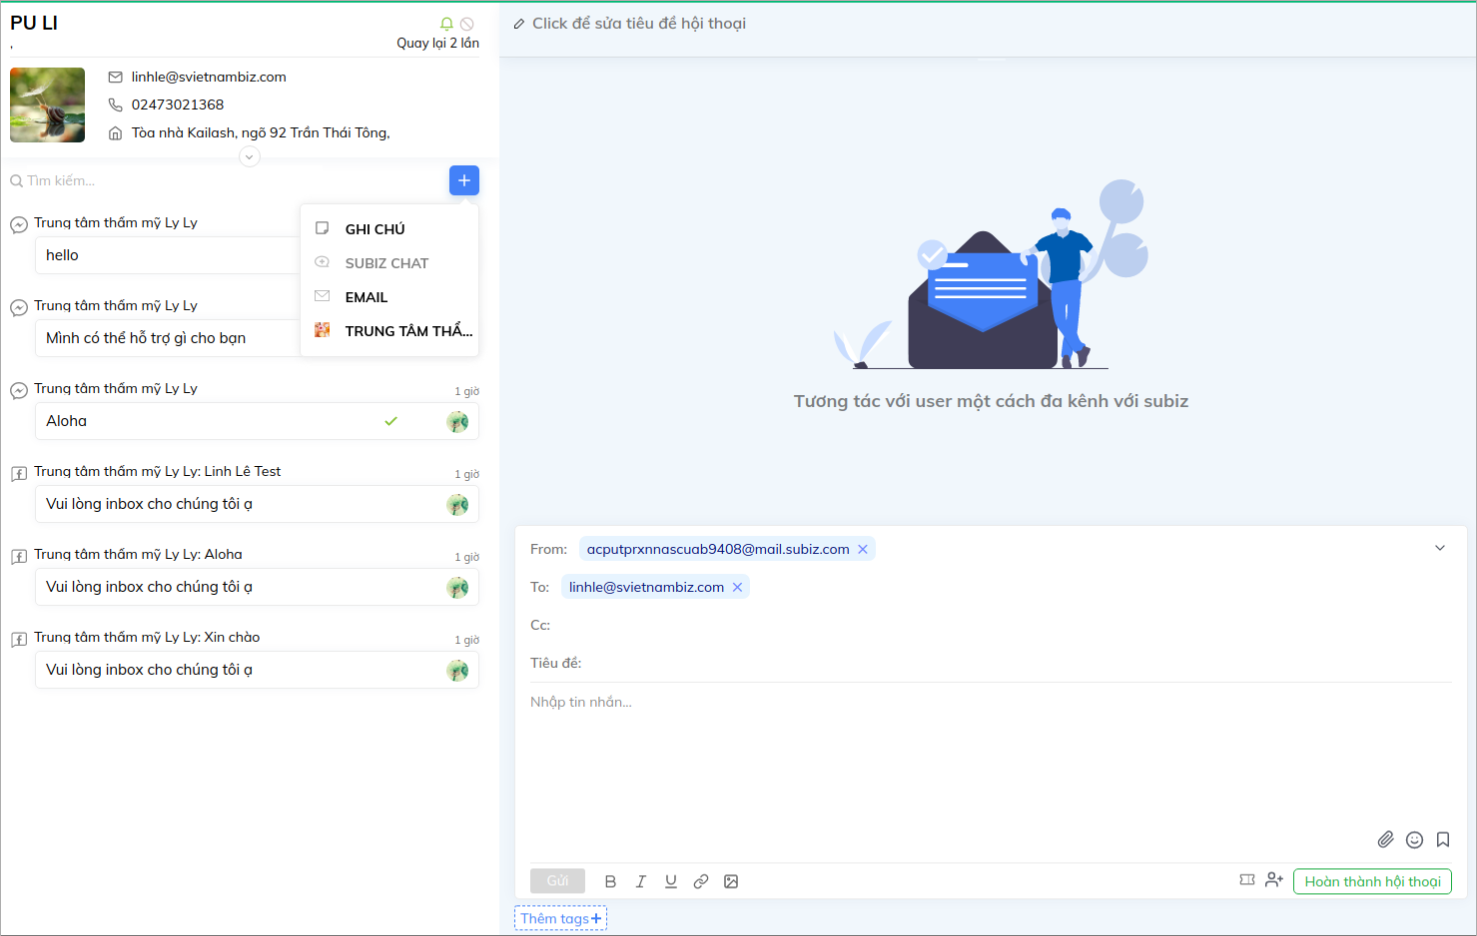 PU LI
,
Quay lại 2 lần
linhle@svietnambiz.com
02473021368
Tòa nhà Kailash, ngõ 92 Trần Thái Tông,
Tìm kiếm...
Trung tâm thẩm mỹ Ly Ly
hello
GHI CHÚ
SUBIZ CHAT
EMAIL
TRUNG TÂM THẨ...
Trung tâm thẩm mỹ Ly Ly
Mình có thể hỗ trợ gì cho bạn
Trung tâm thẩm mỹ Ly Ly
1 giờ
Aloha
Trung tâm thẩm mỹ Ly Ly: Linh Lê Test
1 giờ
Vui lòng inbox cho chúng tôi ạ
Trung tâm thẩm mỹ Ly Ly: Aloha
1 giờ
Vui lòng inbox cho chúng tôi ạ
Trung tâm thẩm mỹ Ly Ly: Xin chào
1 giờ
Vui lòng inbox cho chúng tôi ạ
Click để sửa tiêu đề hội thoại
Tương tác với user một cách đa kênh với subiz
From: acputprxnnascuab9408@mail.subiz.com
To: linhle@svietnambiz.com
Cc:
Tiêu đề:
Nhập tin nhắn...
Gửi
B I U
Hoàn thành hội thoại
Thêm tags+